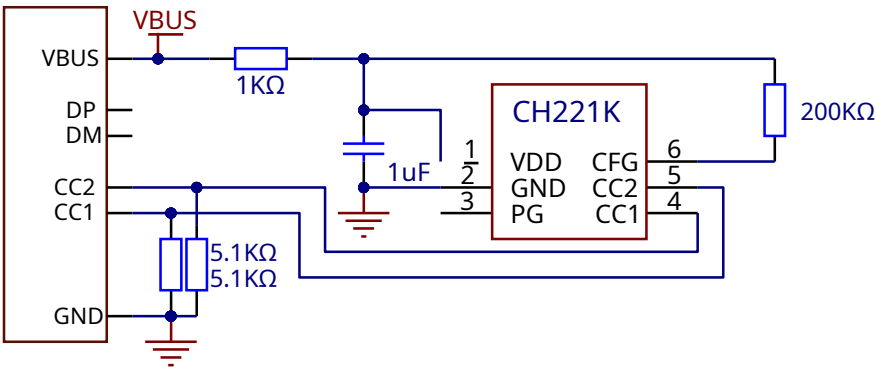 VBUS
VBUS
1KΩ
DP
DM
CH221K
200KΩ
1uF
1
2
3
VDD
GND
PG
CFG
CC2
CC1
6
5
4
CC2
CC1
5.1KΩ
5.1KΩ
GND